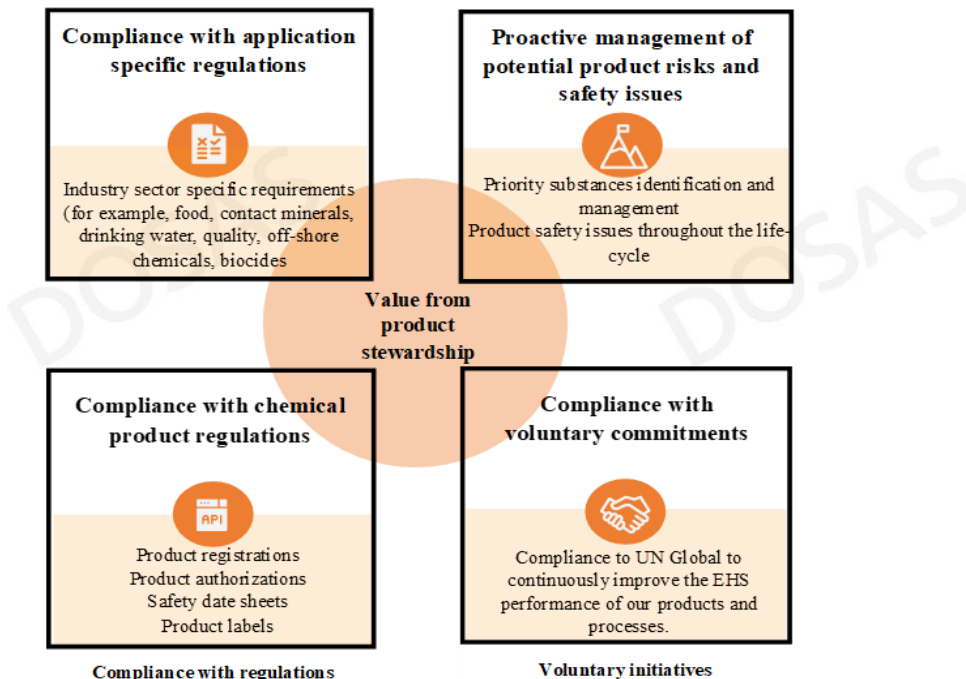 Compliance with application
specific regulations
Industry sector specific requirements
(for example, food, contact minerals,
drinking water, quality, off-shore
chemicals, biocides
Proactive management of
potential product risks and
safety issues
Priority substances identification and
management
Product safety issues throughout the life-
cycle
Value from
product
stewardship
Compliance with chemical
product regulations
API
Product registrations
Product authorizations
Safety date sheets
Product labels
Compliance with
voluntary commitments
Compliance to UN Global to
continuously improve the EHS
performance of our products and
processes.
Compliance with regulations
Voluntary initiatives
DOSAS
DOSAS